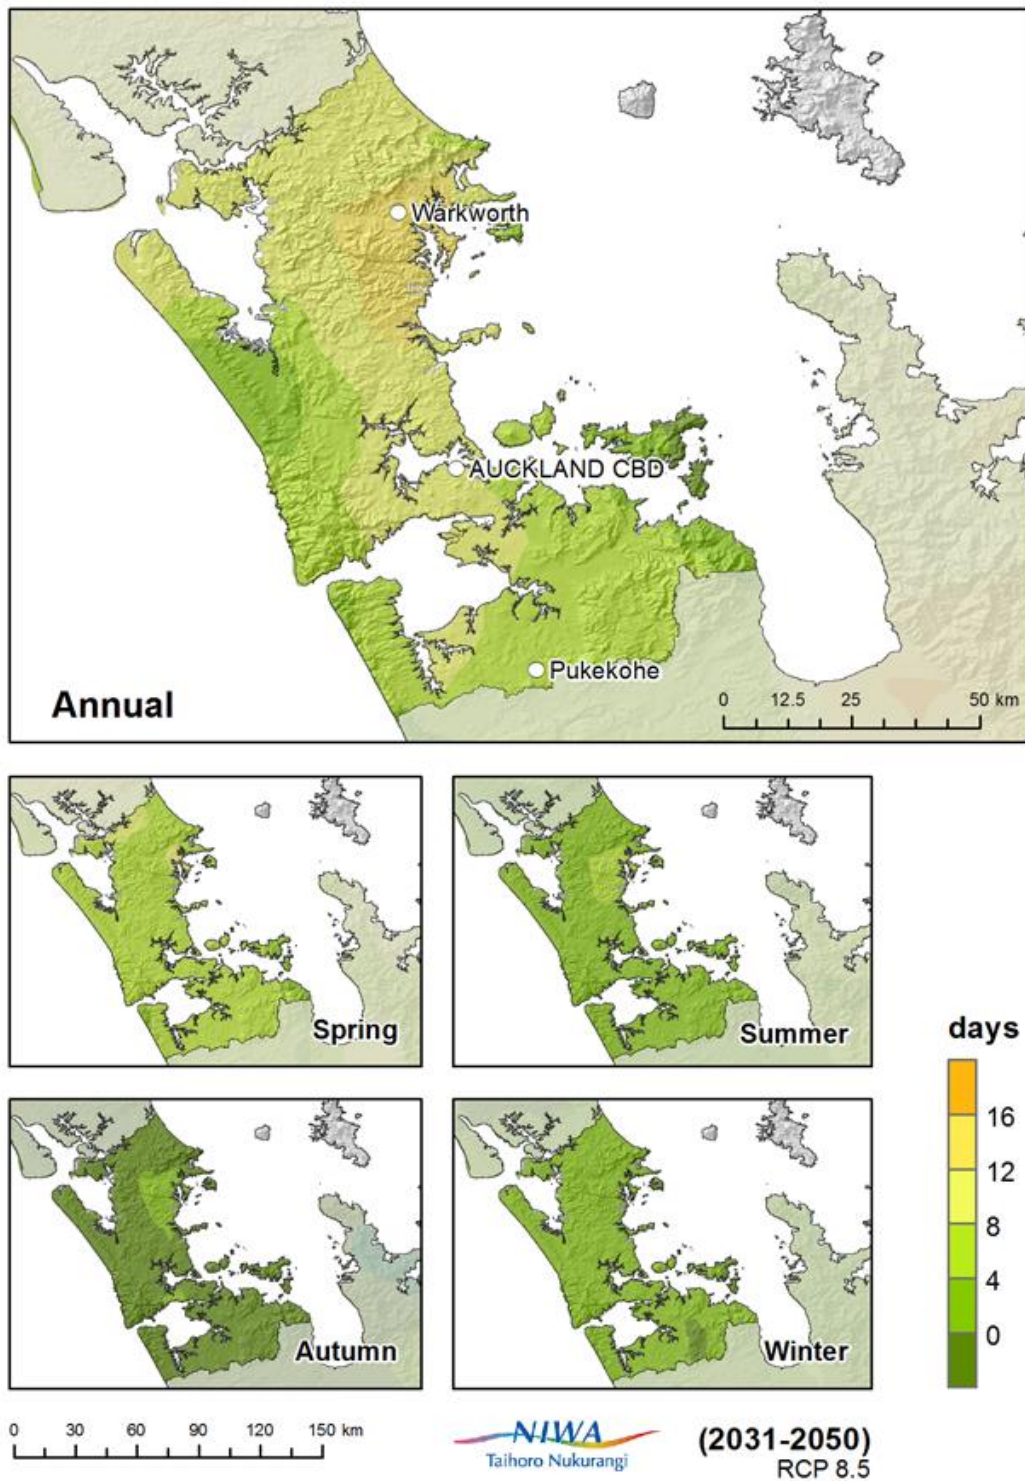 Warkworth
AUCKLAND CBD
Pukekohe
Annual
0 12.5 25 50 km
Spring
Summer
Autumn
Winter
days
16
12
8
4
0
0 30 60 90 120 150 km
NIWA
Taihoro Nukurangi
(2031-2050)
RCP 8.5